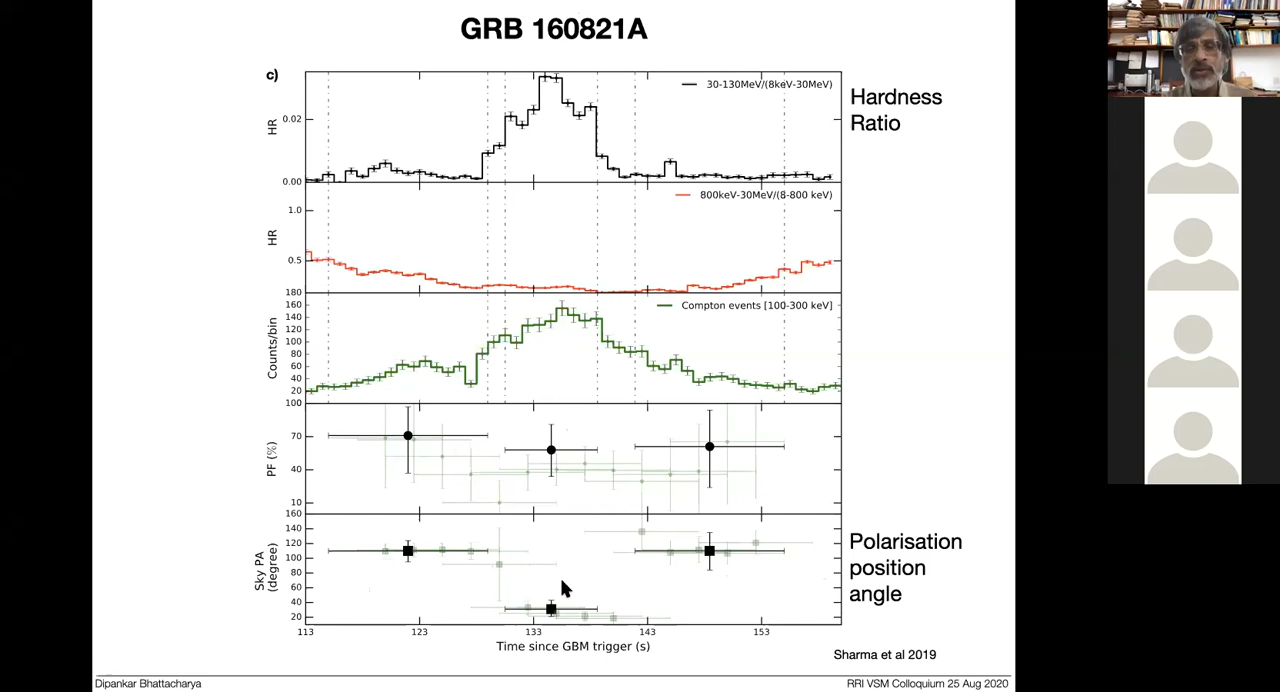 GRB 160821A
c)
30-130MeV/(8keV-30MeV)
HR
0.02
0.00
Hardness
Ratio
800keV-30MeV/(8-800 keV)
HR
1.0
0.5
180
Compton events [100-300 keV]
Counts/bin
160
140
120
100
80
60
40
20
100
PF (%)
70
40
10
160
Sky PA
(degree)
140
120
100
80
60
40
20
Polarisation
position
angle
113 123 133 143 153
Time since GBM trigger (s)
Sharma et al 2019
Dipankar Bhattacharya
RRI VSM Colloquium 25 Aug 2020